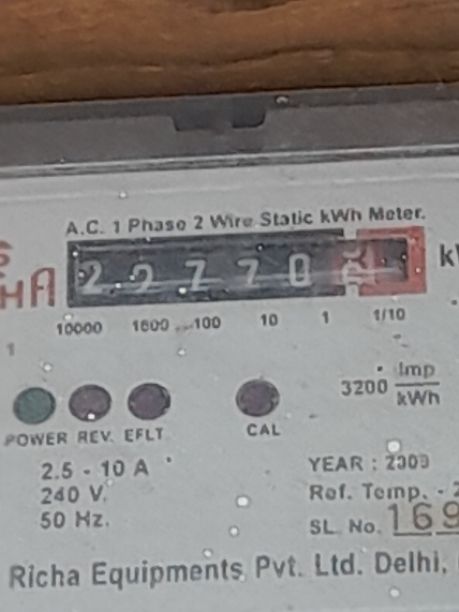 A.C. 1 Phase 2 Wire Static kWh Meter.
HA
2 2 7 7 0
10000 1000 100 10 1 1/10
3200 Imp/kWh
POWER REV. EFLT CAL
2.5 - 10 A
240 V.
50 Hz.
YEAR : 2009
Ref. Temp. -
SL. No. 169
Richa Equipments Pvt. Ltd. Delhi,